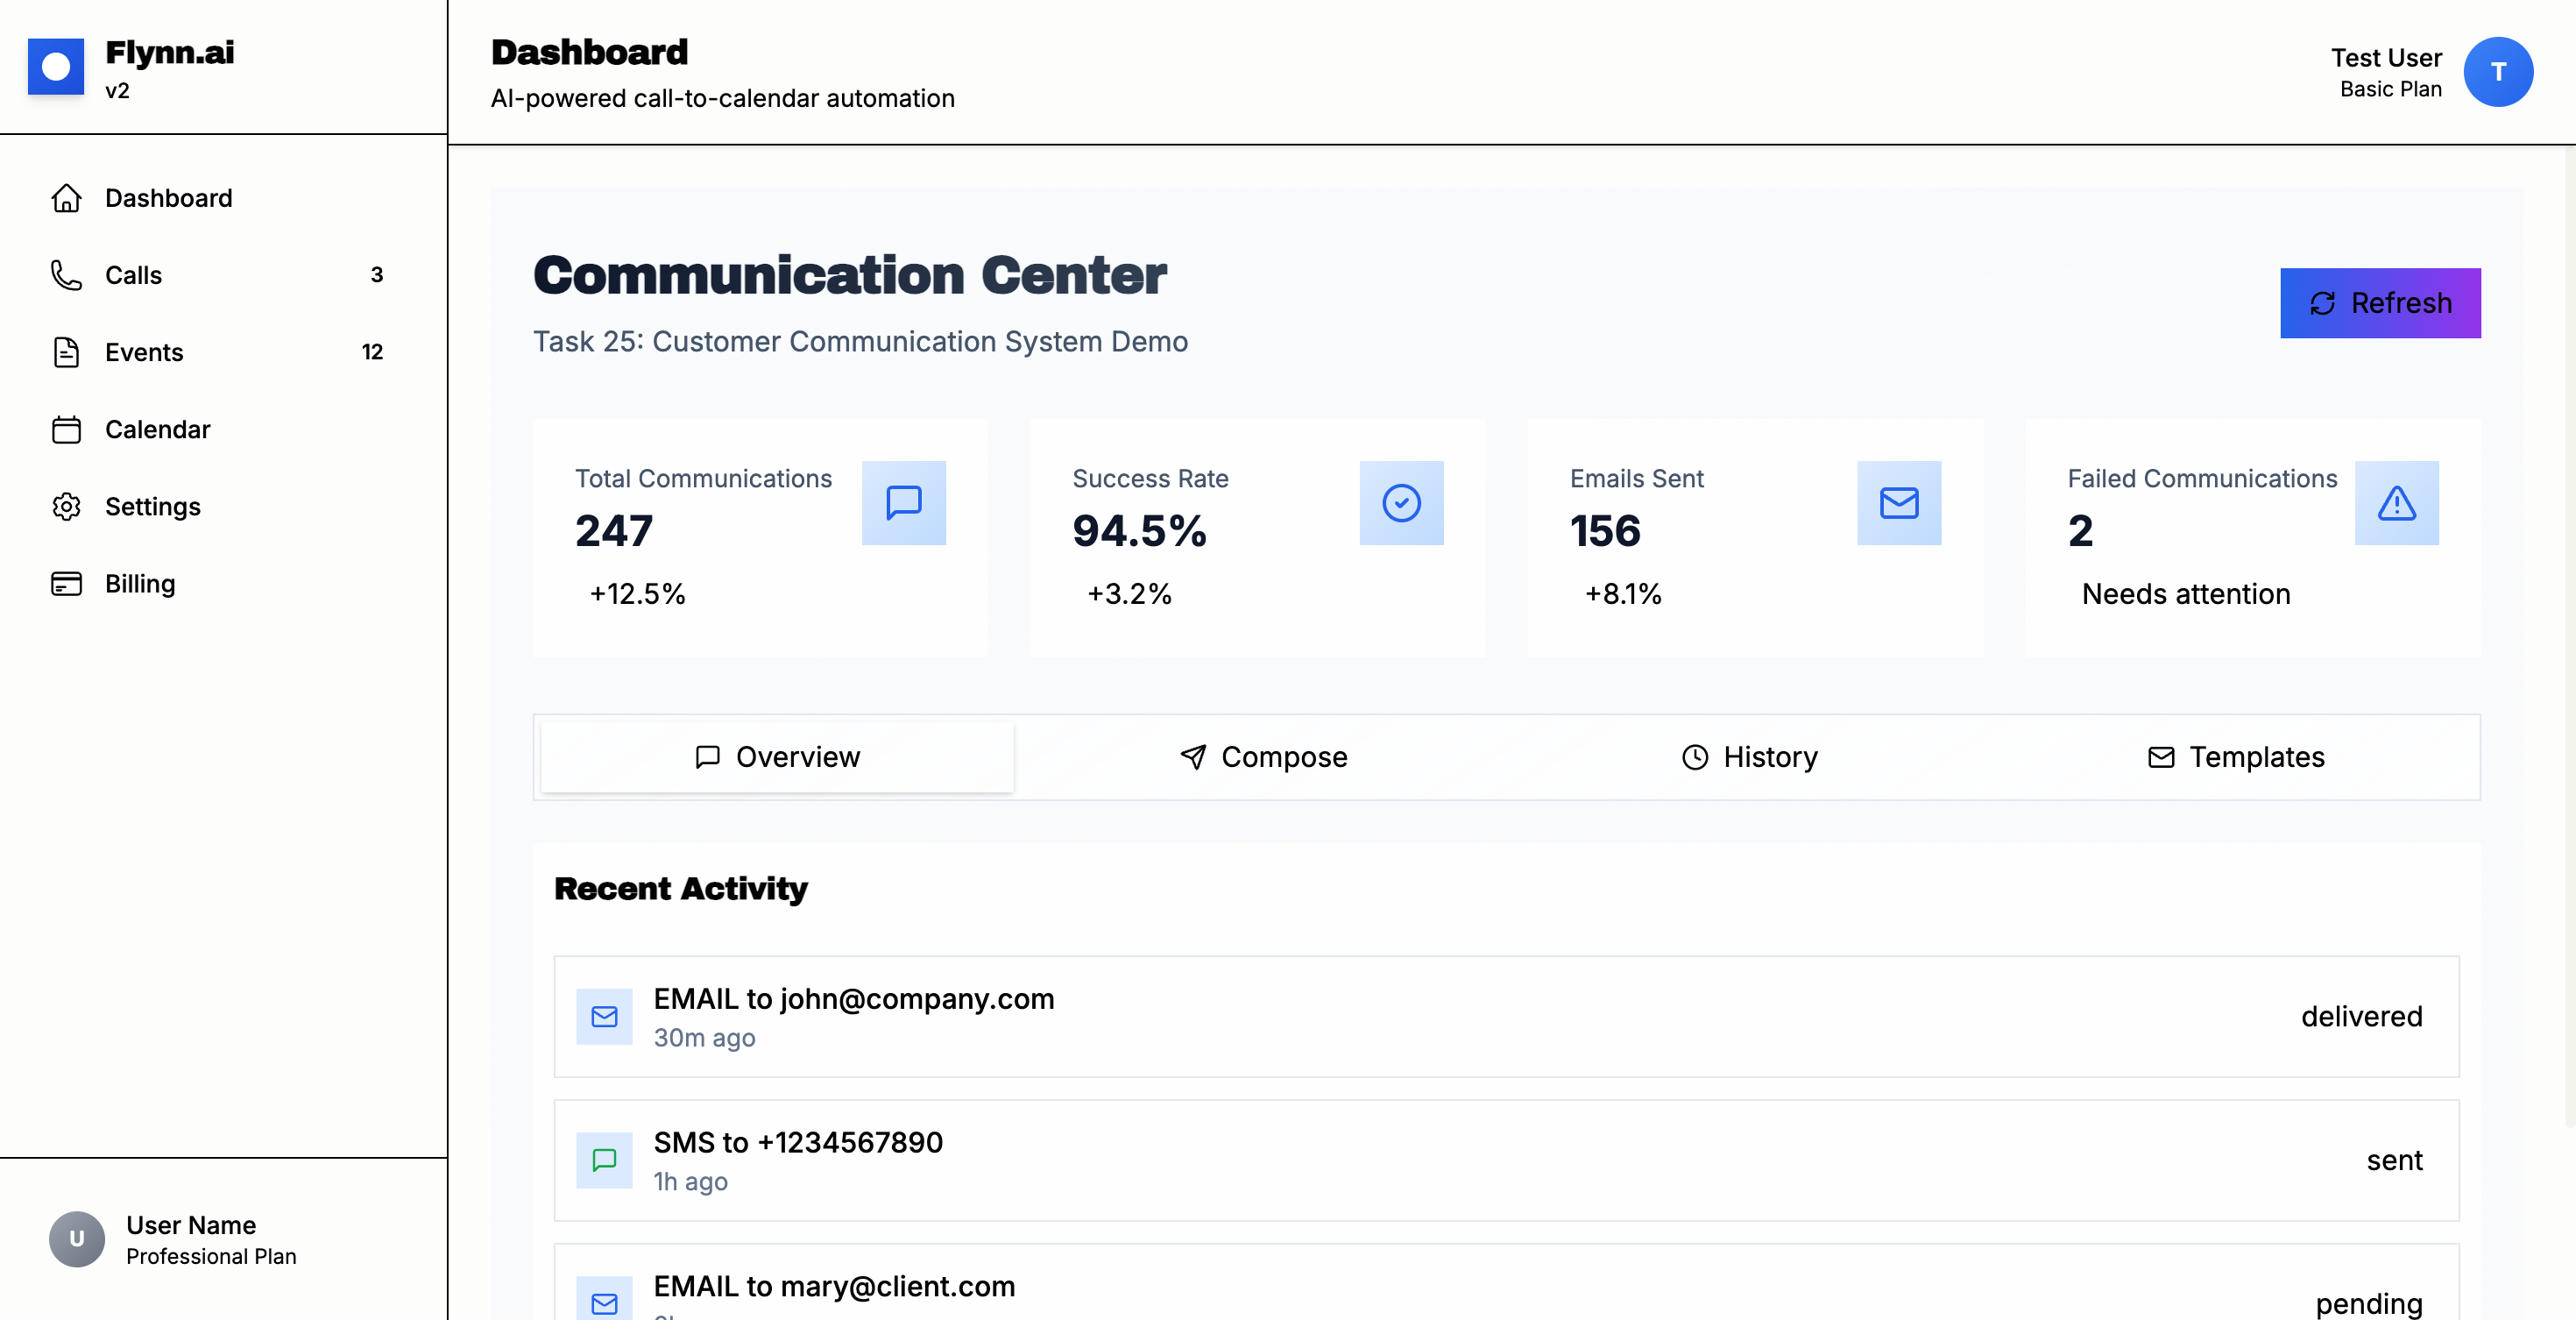 Flynn.ai
v2
Dashboard
Calls 3
Events 12
Calendar
Settings
Billing
U
User Name
Professional Plan
Dashboard
AI-powered call-to-calendar automation
Test User
Basic Plan
T
Communication Center
Task 25: Customer Communication System Demo
Refresh
Total Communications
247
+12.5%
Success Rate
94.5%
+3.2%
Emails Sent
156
+8.1%
Failed Communications
2
Needs attention
Overview
Compose
History
Templates
Recent Activity
EMAIL to john@company.com
30m ago
delivered
SMS to +1234567890
1h ago
sent
EMAIL to mary@client.com
pending